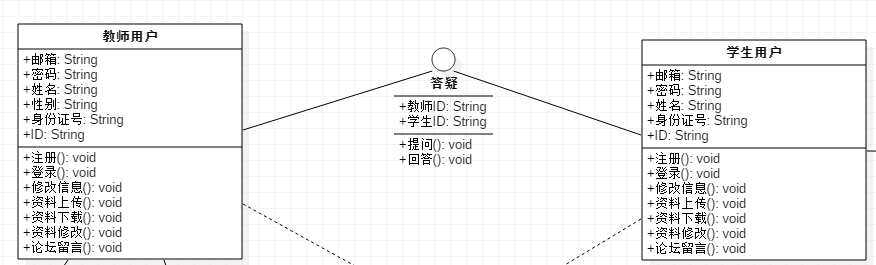 教师用户
+邮箱: String
+密码: String
+姓名: String
+性别: String
+身份证号: String
+ID: String
+注册(): void
+登录(): void
+修改信息(): void
+资料上传(): void
+资料下载(): void
+资料修改(): void
+论坛留言(): void
答疑
+教师ID: String
+学生ID: String
+提问(): void
+回答(): void
学生用户
+邮箱: String
+密码: String
+姓名: String
+身份证号: String
+ID: String
+注册(): void
+登录(): void
+修改信息(): void
+资料上传(): void
+资料下载(): void
+资料修改(): void
+论坛留言(): void